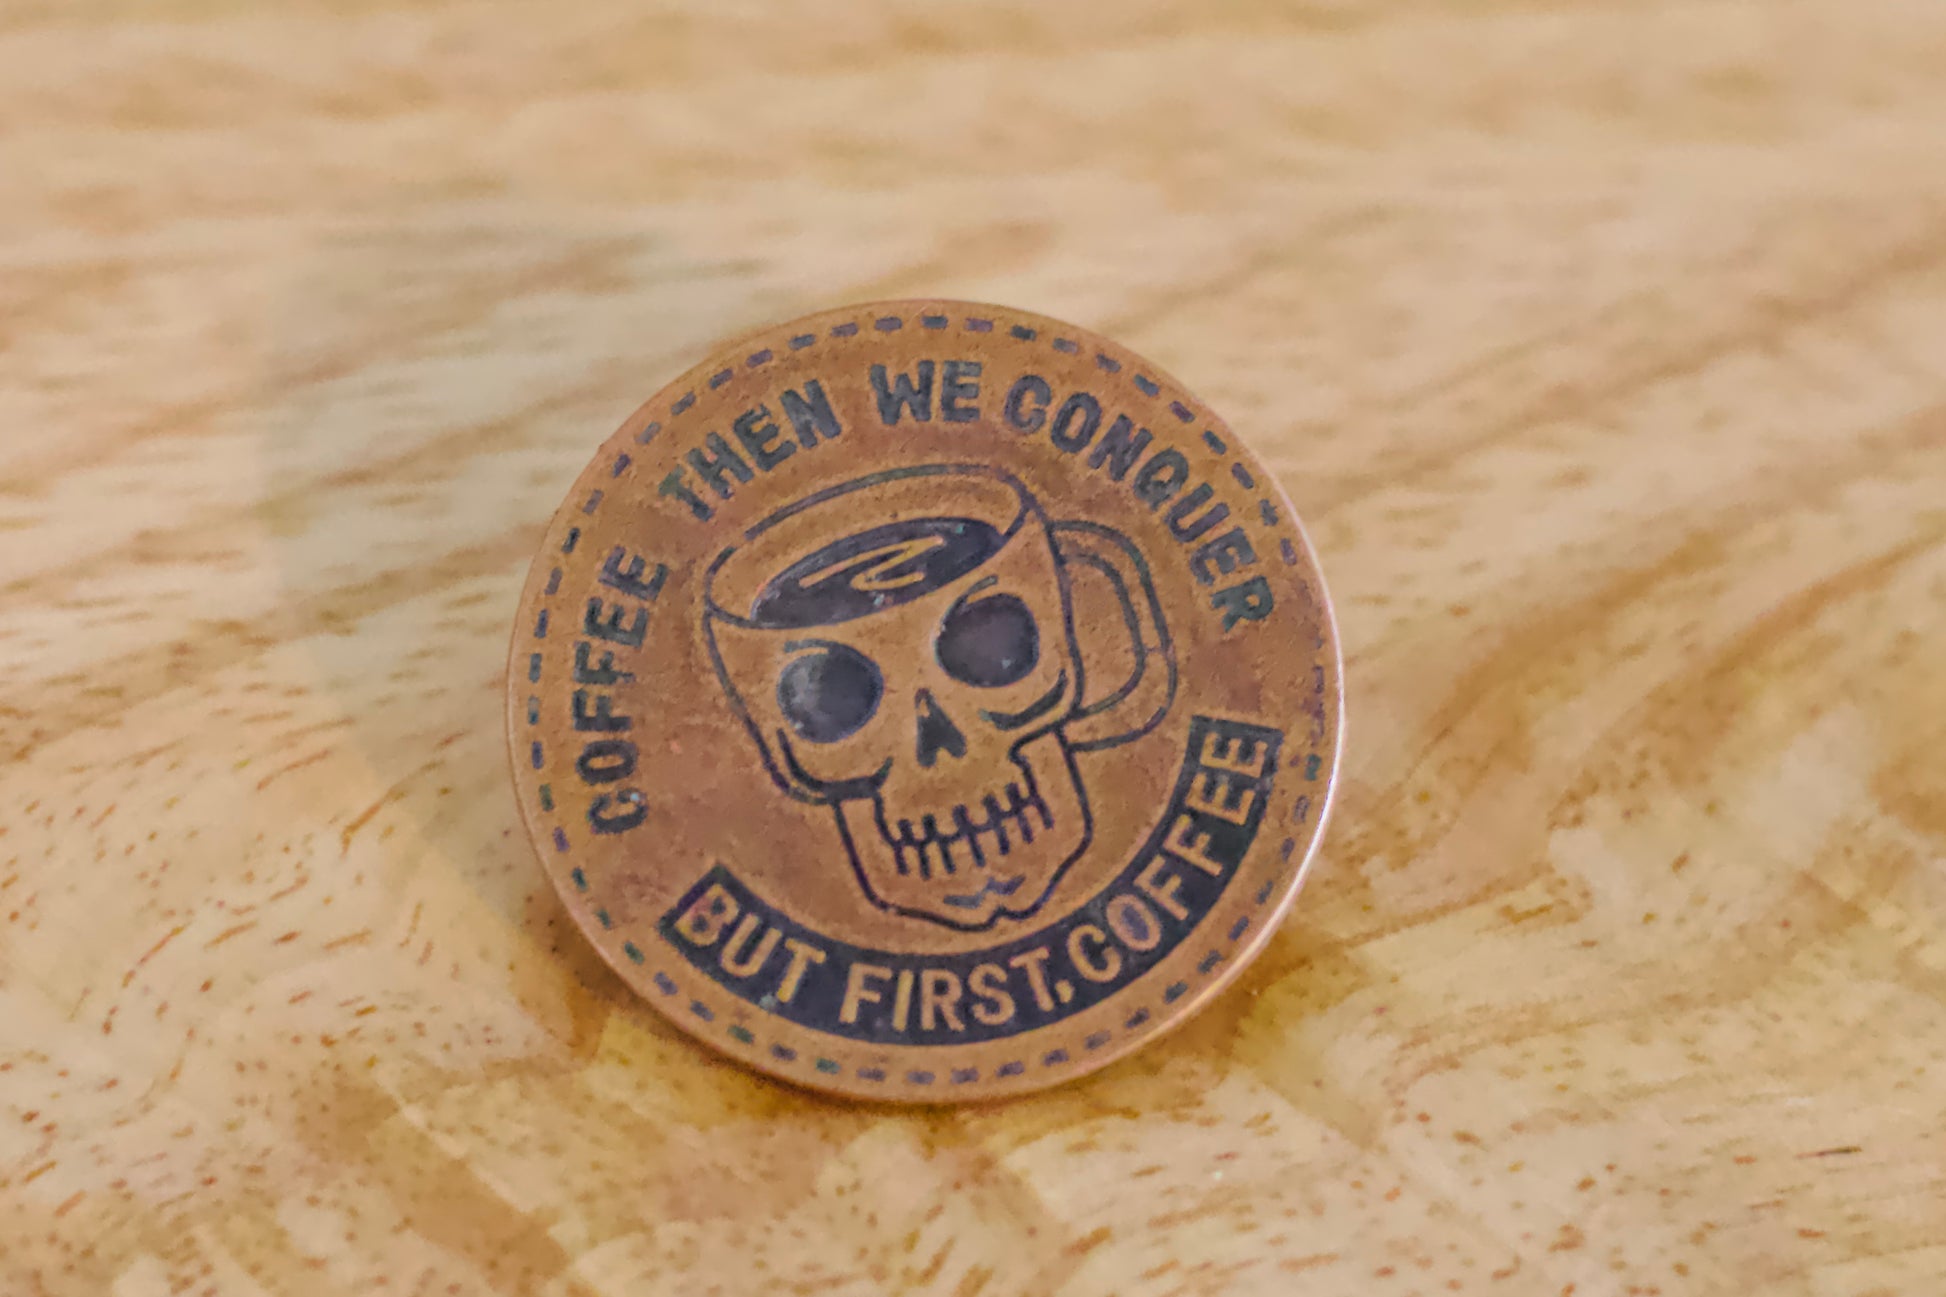 COFFEE THEN WE CONQUER
BUT FIRST, COFFEE